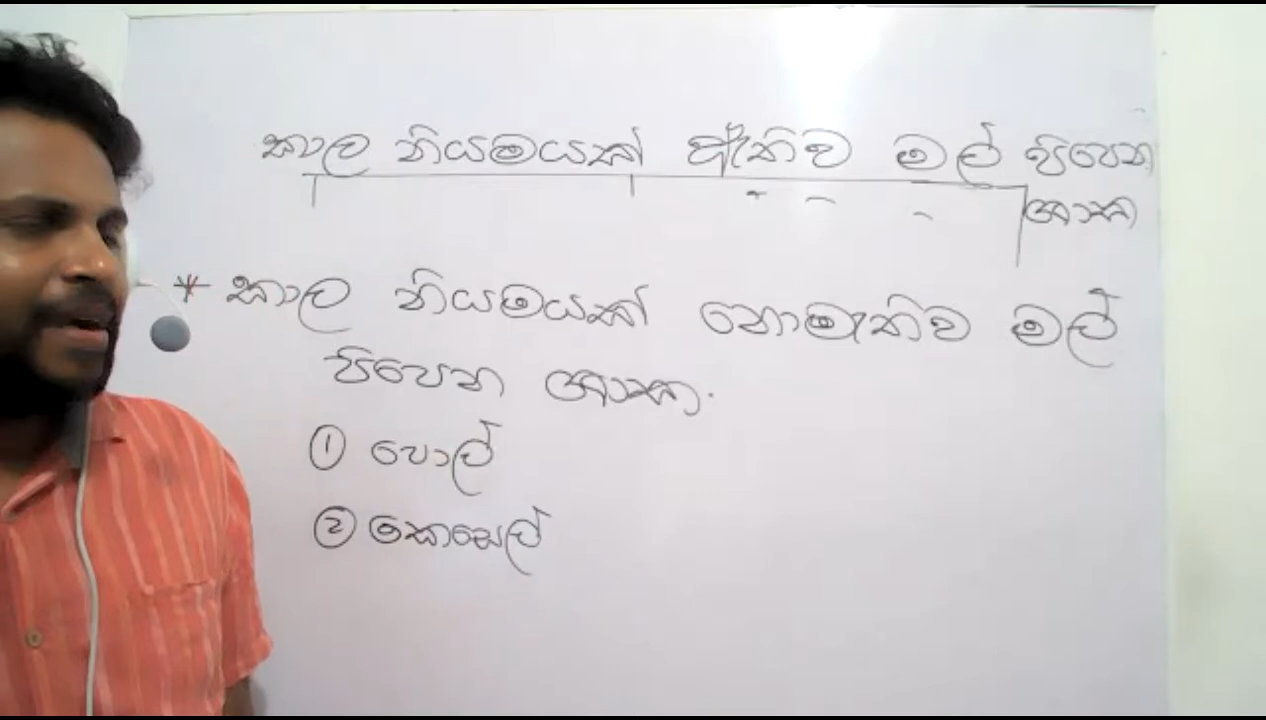 කාල නියමයක් ඇතිව මල් පිපෙන
ශාක
* කාල නියමයක් නොමැතිව මල්
පිපෙන ශාක.
① පොල්
② කෙසෙල්